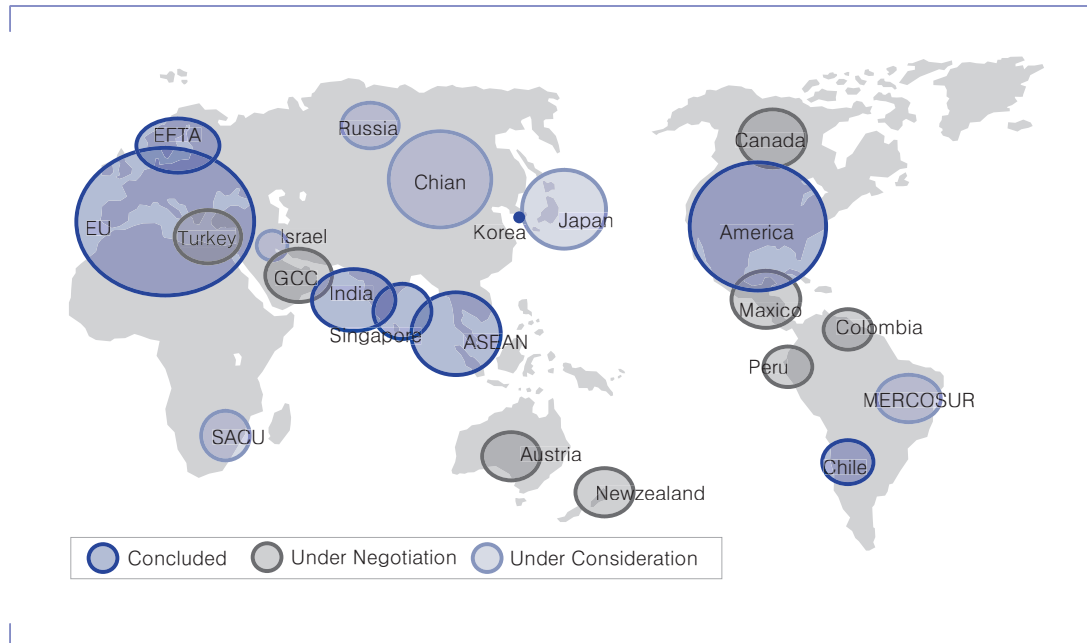 EFTA
Russia
Canada
Chian
EU
Turkey
Israel
Korea
Japan
America
GCC
India
Maxico
Singaporg
ASEAN
Colombia
Peru
MERCOSUR
SACU
Austria
Chile
Newzealand
Concluded
Under Negotiation
Under Consideration